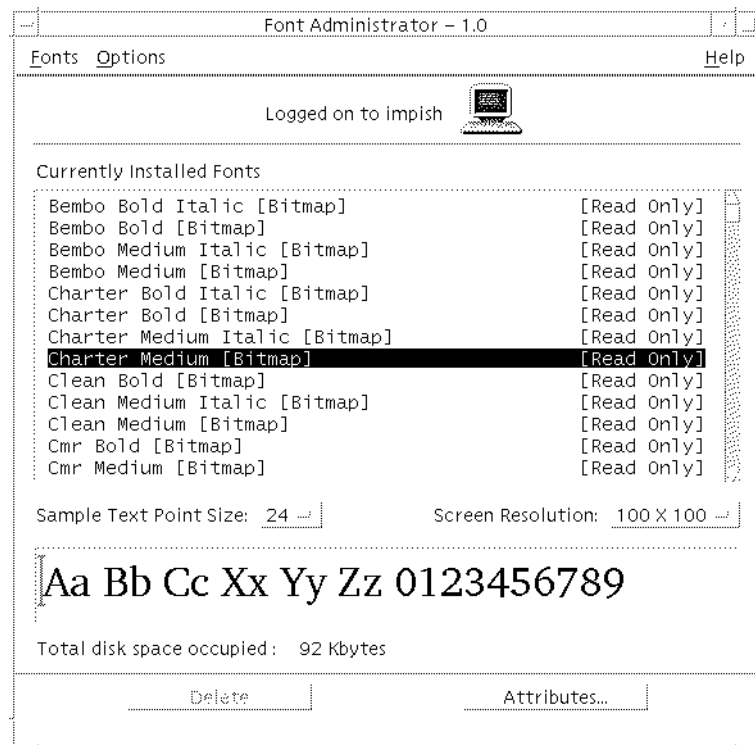 Font Administrator – 1.0
Fonts Options Help
Logged on to impish
Currently Installed Fonts
Bembo Bold Italic [Bitmap] [Read Only]
Bembo Bold [Bitmap] [Read Only]
Bembo Medium Italic [Bitmap] [Read Only]
Bembo Medium [Bitmap] [Read Only]
Charter Bold Italic [Bitmap] [Read Only]
Charter Bold [Bitmap] [Read Only]
Charter Medium Italic [Bitmap] [Read Only]
Charter Medium [Bitmap] [Read Only]
Clean Bold [Bitmap] [Read Only]
Clean Medium Italic [Bitmap] [Read Only]
Clean Medium [Bitmap] [Read Only]
Cmr Bold [Bitmap] [Read Only]
Cmr Medium [Bitmap] [Read Only]
Sample Text Point Size: 24 Screen Resolution: 100 X 100
Aa Bb Cc Xx Yy Zz 0123456789
Total disk space occupied : 92 Kbytes
Delete Attributes...